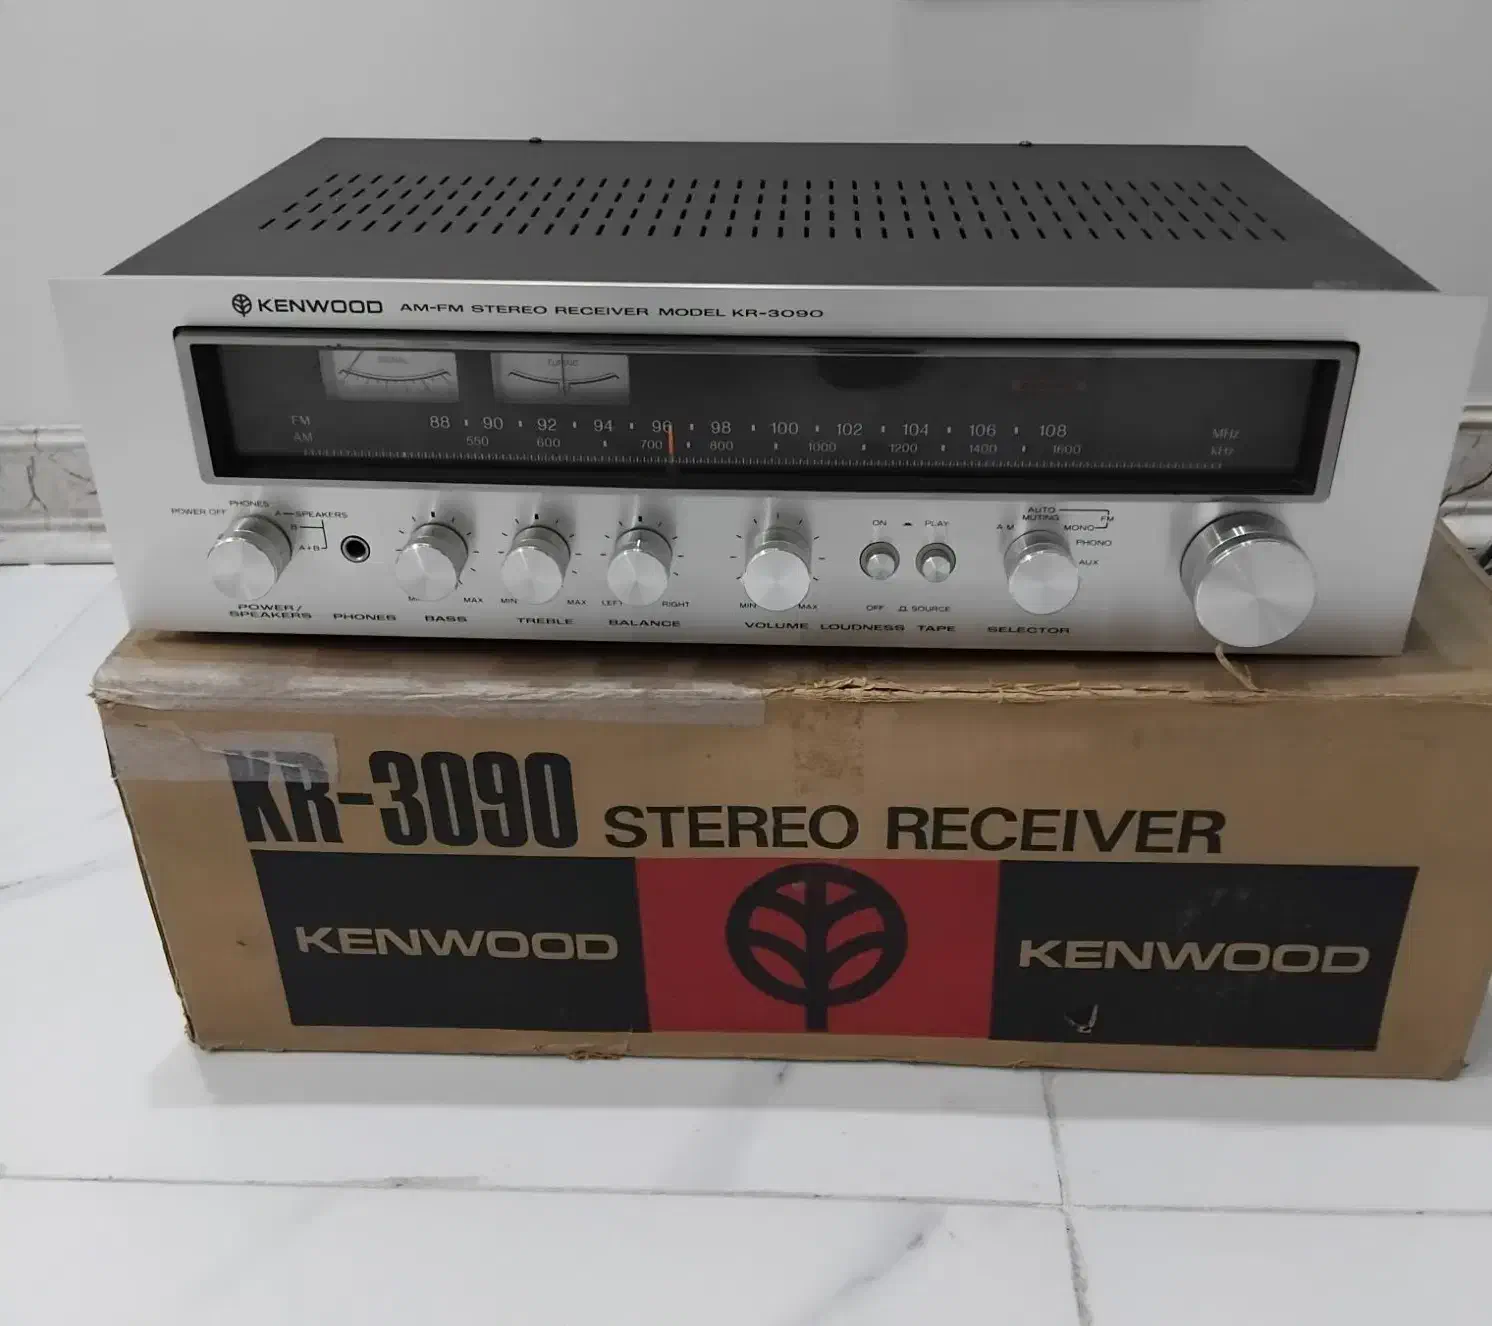 KENWOOD AM-FM STEREO RECEIVER MODEL KR-3090
SIGNAL TUNING
FM 88 90 92 94 96 98 100 102 104 106 108 MHz
AM 550 600 700 800 1000 1200 1400 1600 kHz
POWER OFF PHONES A SPEAKERS
B
A+B
ON PLAY
AM AUTO MUTING FM
MONO
PHONO
AUX
MAX MIN MAX LEFT RIGHT MIN MAX OFF SOURCE
POWER/
SPEAKERS PHONES BASS TREBLE BALANCE VOLUME LOUDNESS TAPE SELECTOR
KR-3090 STEREO RECEIVER
KENWOOD KENWOOD